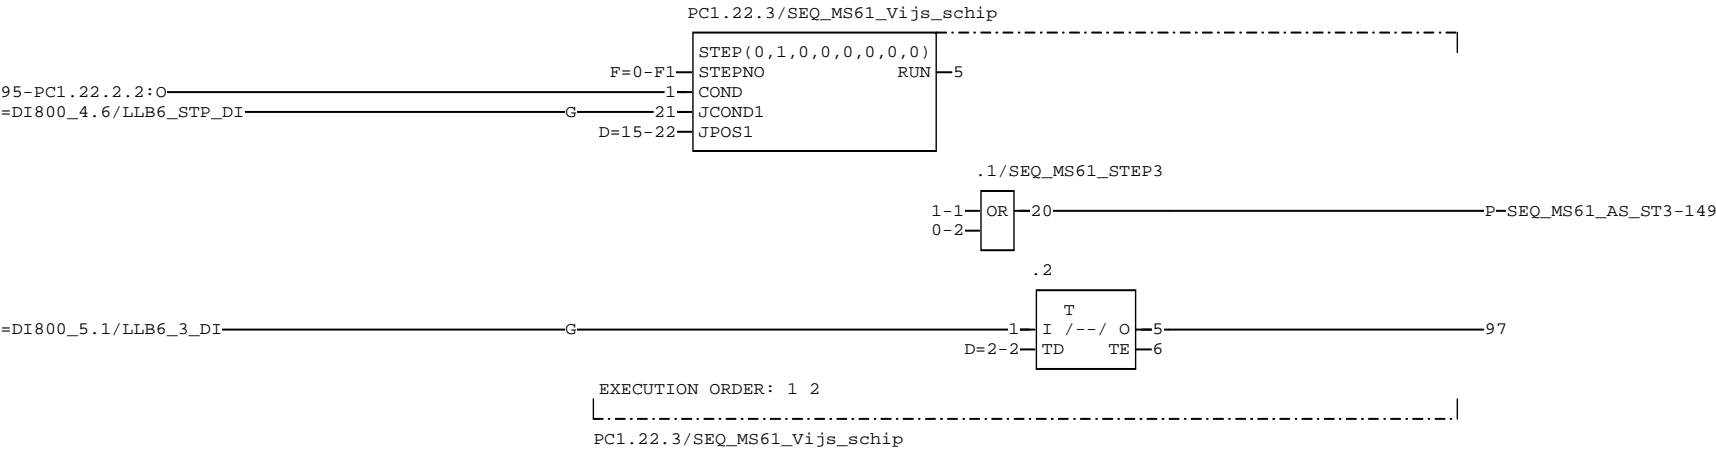 PC1.22.3/SEQ_MS61_Vijs_schip
STEP(0,1,0,0,0,0,0,0)
F=0-F1 STEPNO RUN 5
95-PC1.22.2.2:O 1 COND
=DI800_4.6/LLB6_STP_DI G 21 JCOND1
D=15-22 JPOS1
.1/SEQ_MS61_STEP3
1-1 OR 20 P-SEQ_MS61_AS_ST3-149
0-2
.2
T
=DI800_5.1/LLB6_3_DI G 1 I /--/ O 5 97
D=2-2 TD TE 6
EXECUTION ORDER: 1 2
PC1.22.3/SEQ_MS61_Vijs_schip